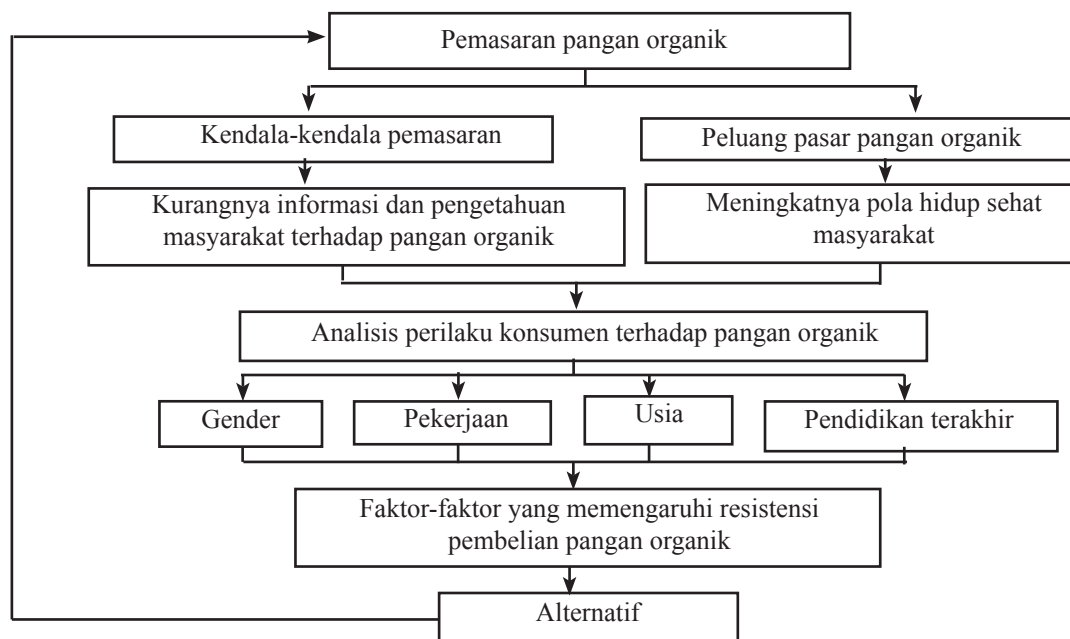 Pemasaran pangan organik
Kendala-kendala pemasaran
Peluang pasar pangan organik
Kurangnya informasi dan pengetahuan
masyarakat terhadap pangan organik
Meningkatnya pola hidup sehat
masyarakat
Analisis perilaku konsumen terhadap pangan organik
Gender
Pekerjaan
Usia
Pendidikan terakhir
Faktor-faktor yang memengaruhi resistensi
pembelian pangan organik
Alternatif